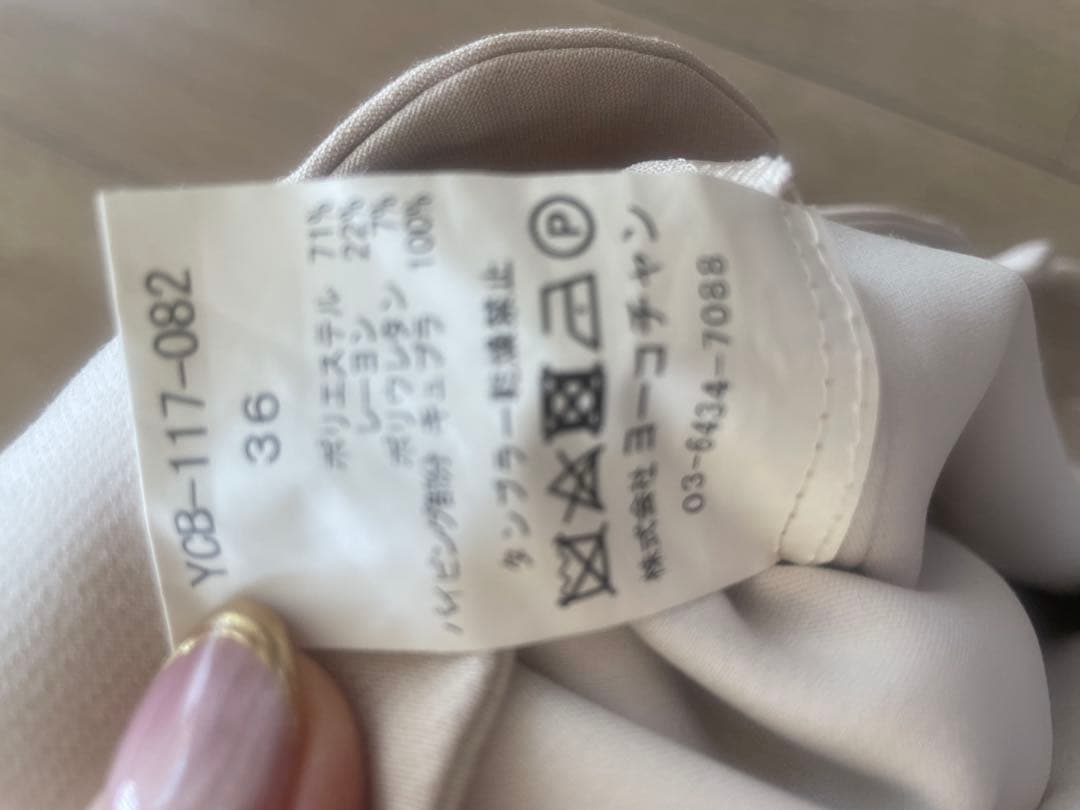 YCB-117-082
36
ポリエステル 71%
レーヨン 22%
ポリウレタン 7%
パイピング部分 キュプラ 100%
タンブラー乾燥禁止
P
株式会社 ヨーコチャン
03-6434-7088